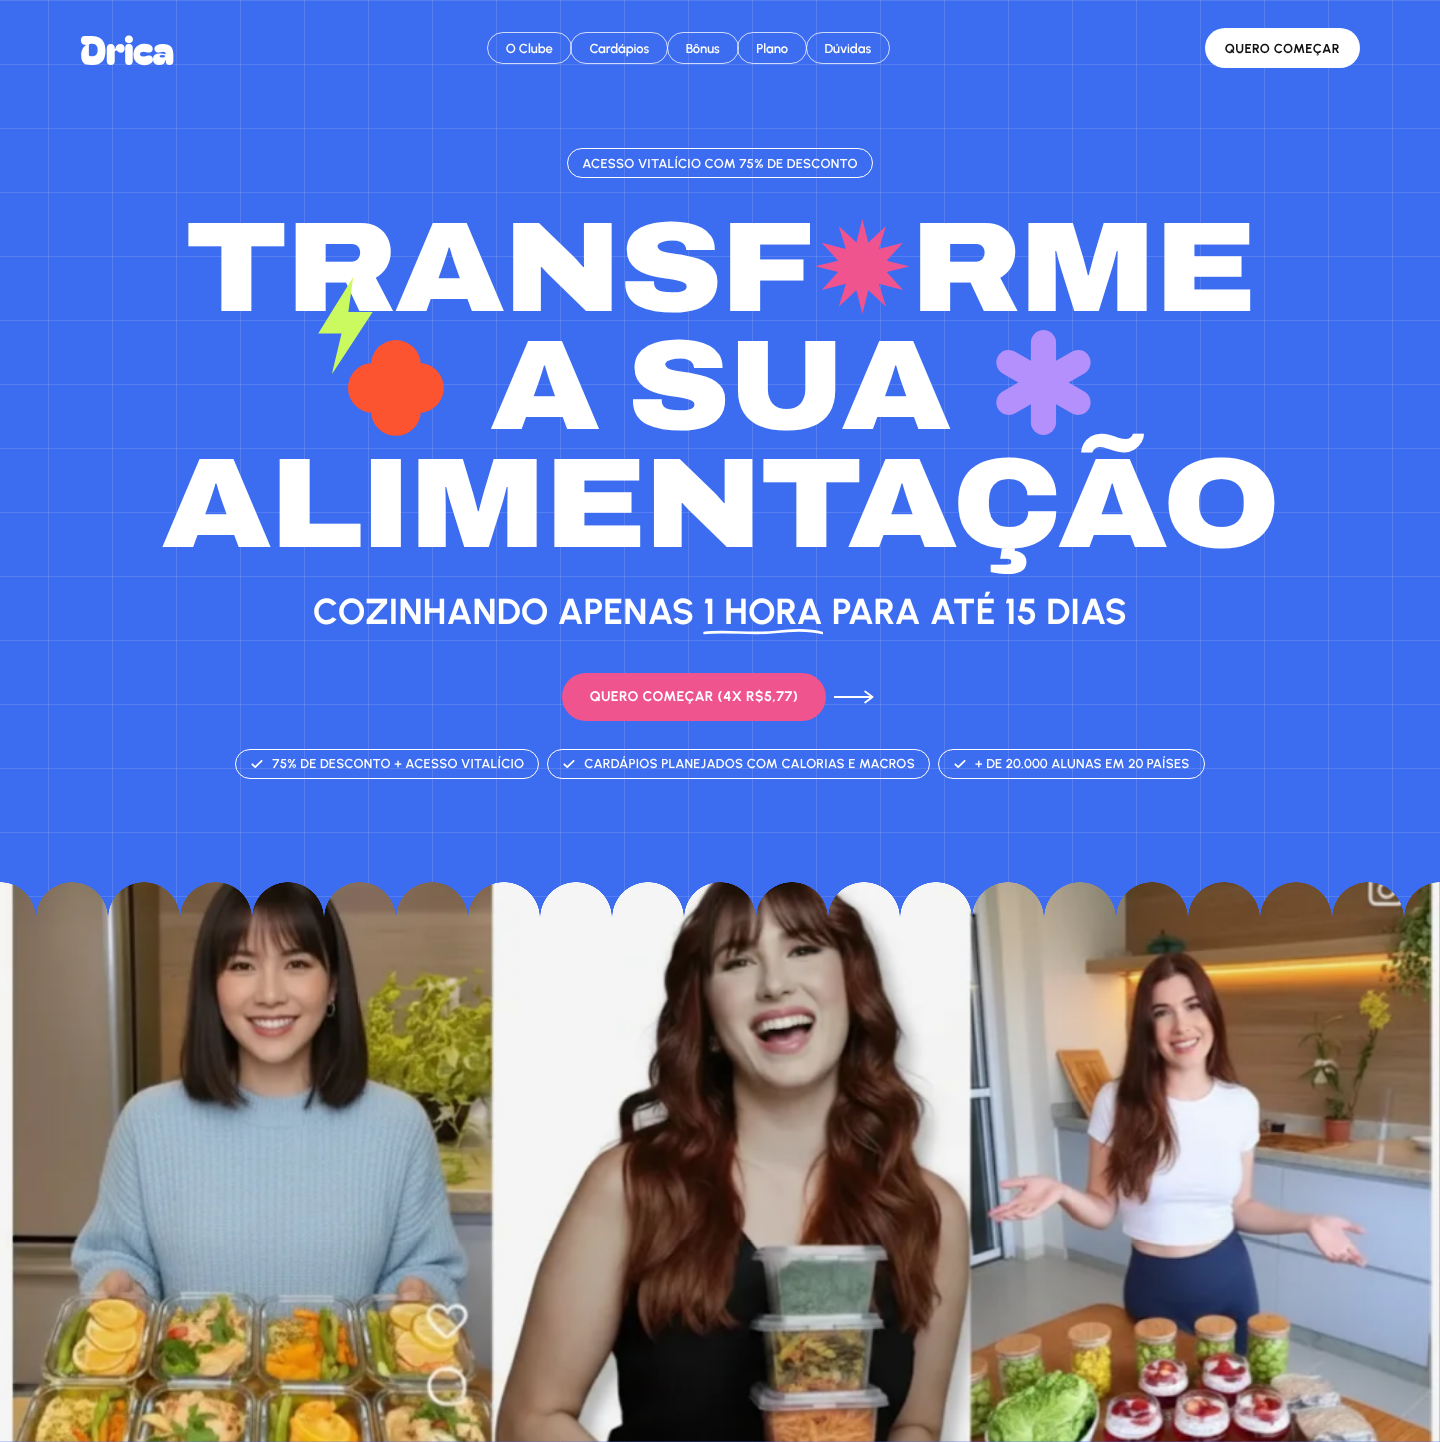 Drica
O Clube
Cardápios
Bônus
Plano
Dúvidas
QUERO COMEÇAR
ACESSO VITALÍCIO COM 75% DE DESCONTO
TRANSFRME
A SUA
ALIMENTAÇÃO
COZINHANDO APENAS 1 HORA PARA ATÉ 15 DIAS
QUERO COMEÇAR (4X R$5,77)
75% DE DESCONTO + ACESSO VITALÍCIO
CARDÁPIOS PLANEJADOS COM CALORIAS E MACROS
+ DE 20.000 ALUNAS EM 20 PAÍSES